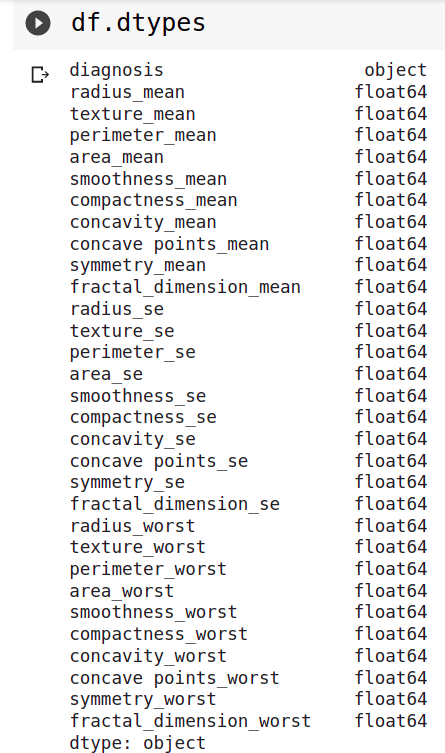 df.dtypes
diagnosis object
radius_mean float64
texture_mean float64
perimeter_mean float64
area_mean float64
smoothness_mean float64
compactness_mean float64
concavity_mean float64
concave points_mean float64
symmetry_mean float64
fractal_dimension_mean float64
radius_se float64
texture_se float64
perimeter_se float64
area_se float64
smoothness_se float64
compactness_se float64
concavity_se float64
concave points_se float64
symmetry_se float64
fractal_dimension_se float64
radius_worst float64
texture_worst float64
perimeter_worst float64
area_worst float64
smoothness_worst float64
compactness_worst float64
concavity_worst float64
concave points_worst float64
symmetry_worst float64
fractal_dimension_worst float64
dtype: object